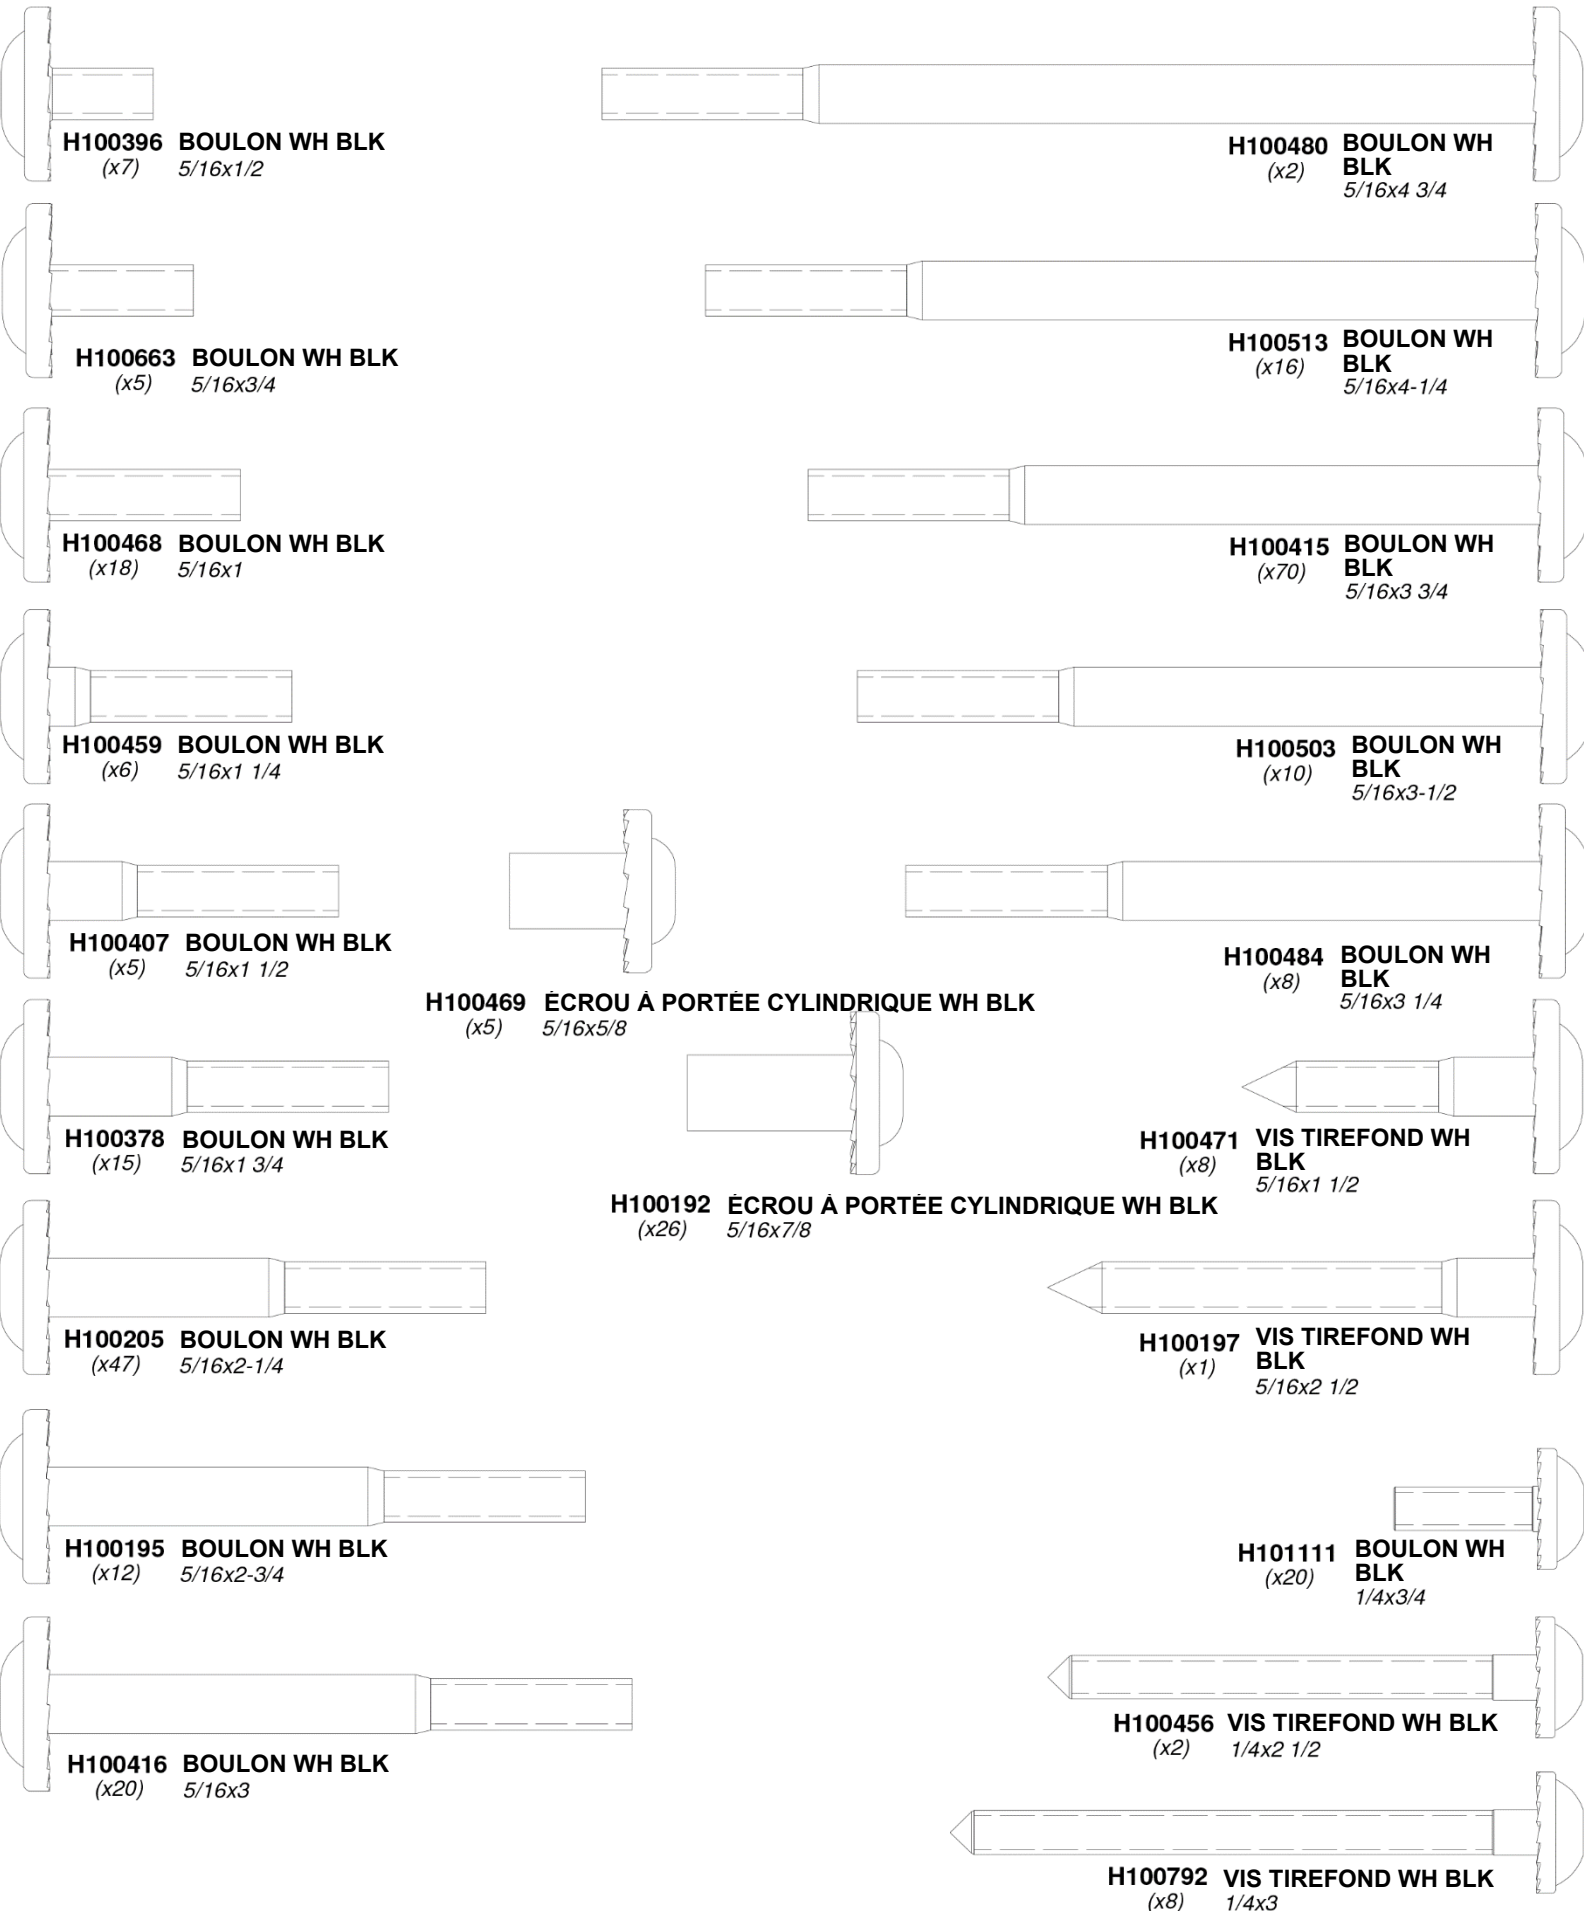 H100396 BOULON WH BLK
(x7) 5/16x1/2
H100663 BOULON WH BLK
(x5) 5/16x3/4
H100468 BOULON WH BLK
(x18) 5/16x1
H100459 BOULON WH BLK
(x6) 5/16x1 1/4
H100407 BOULON WH BLK
(x5) 5/16x1 1/2
H100378 BOULON WH BLK
(x15) 5/16x1 3/4
H100205 BOULON WH BLK
(x47) 5/16x2-1/4
H100195 BOULON WH BLK
(x12) 5/16x2-3/4
H100416 BOULON WH BLK
(x20) 5/16x3
H100469 ÉCROU À PORTÉE CYLINDRIQUE WH BLK
(x5) 5/16x5/8
H100192 ÉCROU À PORTÉE CYLINDRIQUE WH BLK
(x26) 5/16x7/8
H100480 BOULON WH
(x2) BLK
5/16x4 3/4
H100513 BOULON WH
(x16) BLK
5/16x4-1/4
H100415 BOULON WH
(x70) BLK
5/16x3 3/4
H100503 BOULON WH
(x10) BLK
5/16x3-1/2
H100484 BOULON WH
(x8) BLK
5/16x3 1/4
H100471 VIS TIREFOND WH
(x8) BLK
5/16x1 1/2
H100197 VIS TIREFOND WH
(x1) BLK
5/16x2 1/2
H101111 BOULON WH
(x20) BLK
1/4x3/4
H100456 VIS TIREFOND WH BLK
(x2) 1/4x2 1/2
H100792 VIS TIREFOND WH BLK
(x8) 1/4x3